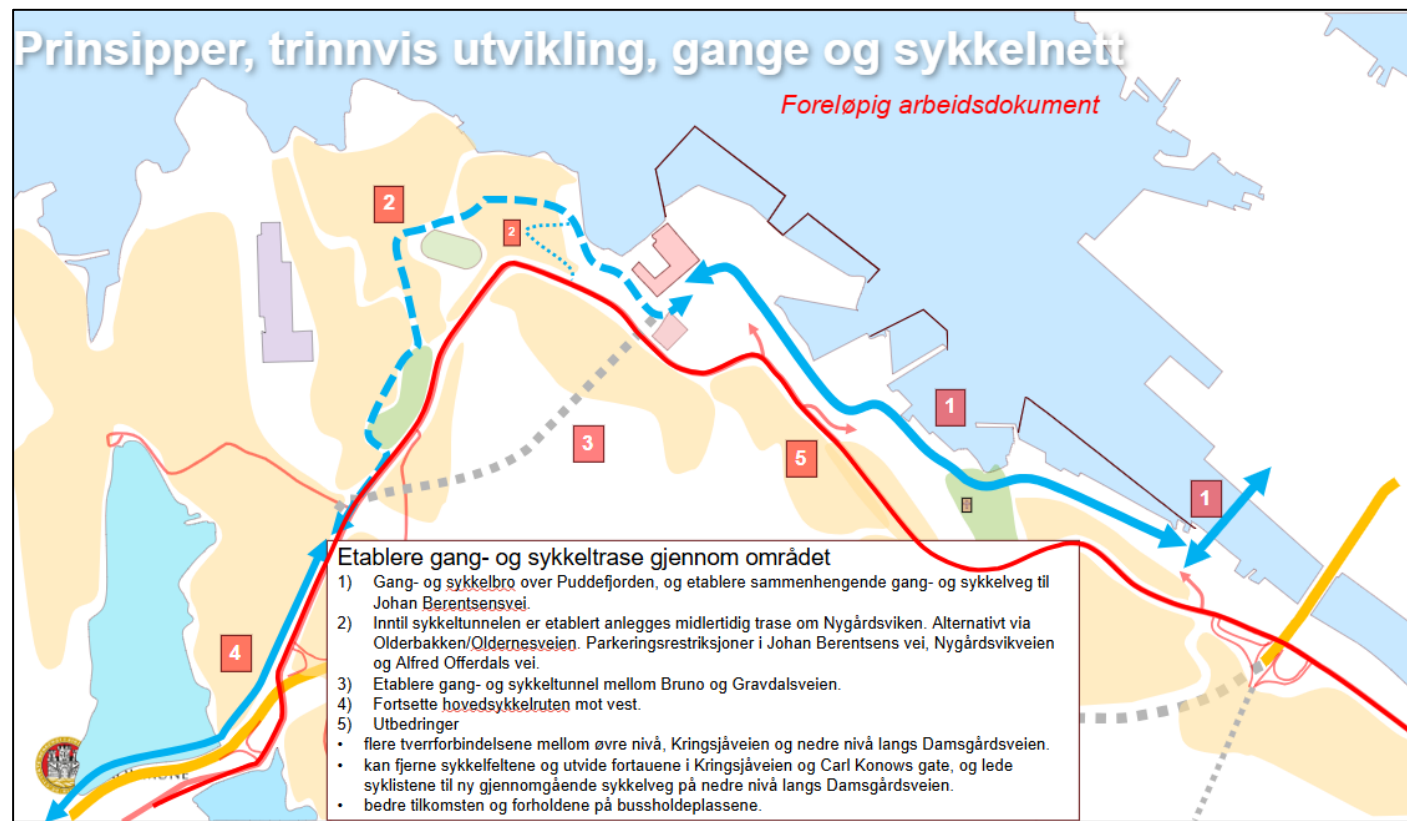 Prinsipper, trinnvis utvikling, gange og sykkelnett
Foreløpig arbeidsdokument
2
2
1
3
5
1
4
Etablere gang- og sykkeltrase gjennom området
1) Gang- og sykkelbro over Puddefjorden, og etablere sammenhengende gang- og sykkelveg til
Johan Berentsensvei.
2) Inntil sykkeltunnelen er etablert anlegges midlertidig trase om Nygårdsviken. Alternativt via
Olderbakken/Oldernesveien. Parkeringsrestriksjoner i Johan Berentsens vei, Nygårdsvikveien
og Alfred Offerdals vei.
3) Etablere gang- og sykkeltunnel mellom Bruno og Gravdalsveien.
4) Fortsette hovedsykkelruten mot vest.
5) Utbedringer
• flere tverrforbindelsene mellom øvre nivå, Kringsjåveien og nedre nivå langs Damsgårdsveien.
• kan fjerne sykkelfeltene og utvide fortauene i Kringsjåveien og Carl Konows gate, og lede
syklistene til ny gjennomgående sykkelveg på nedre nivå langs Damsgårdsveien.
• bedre tilkomsten og forholdene på bussholdeplassene.